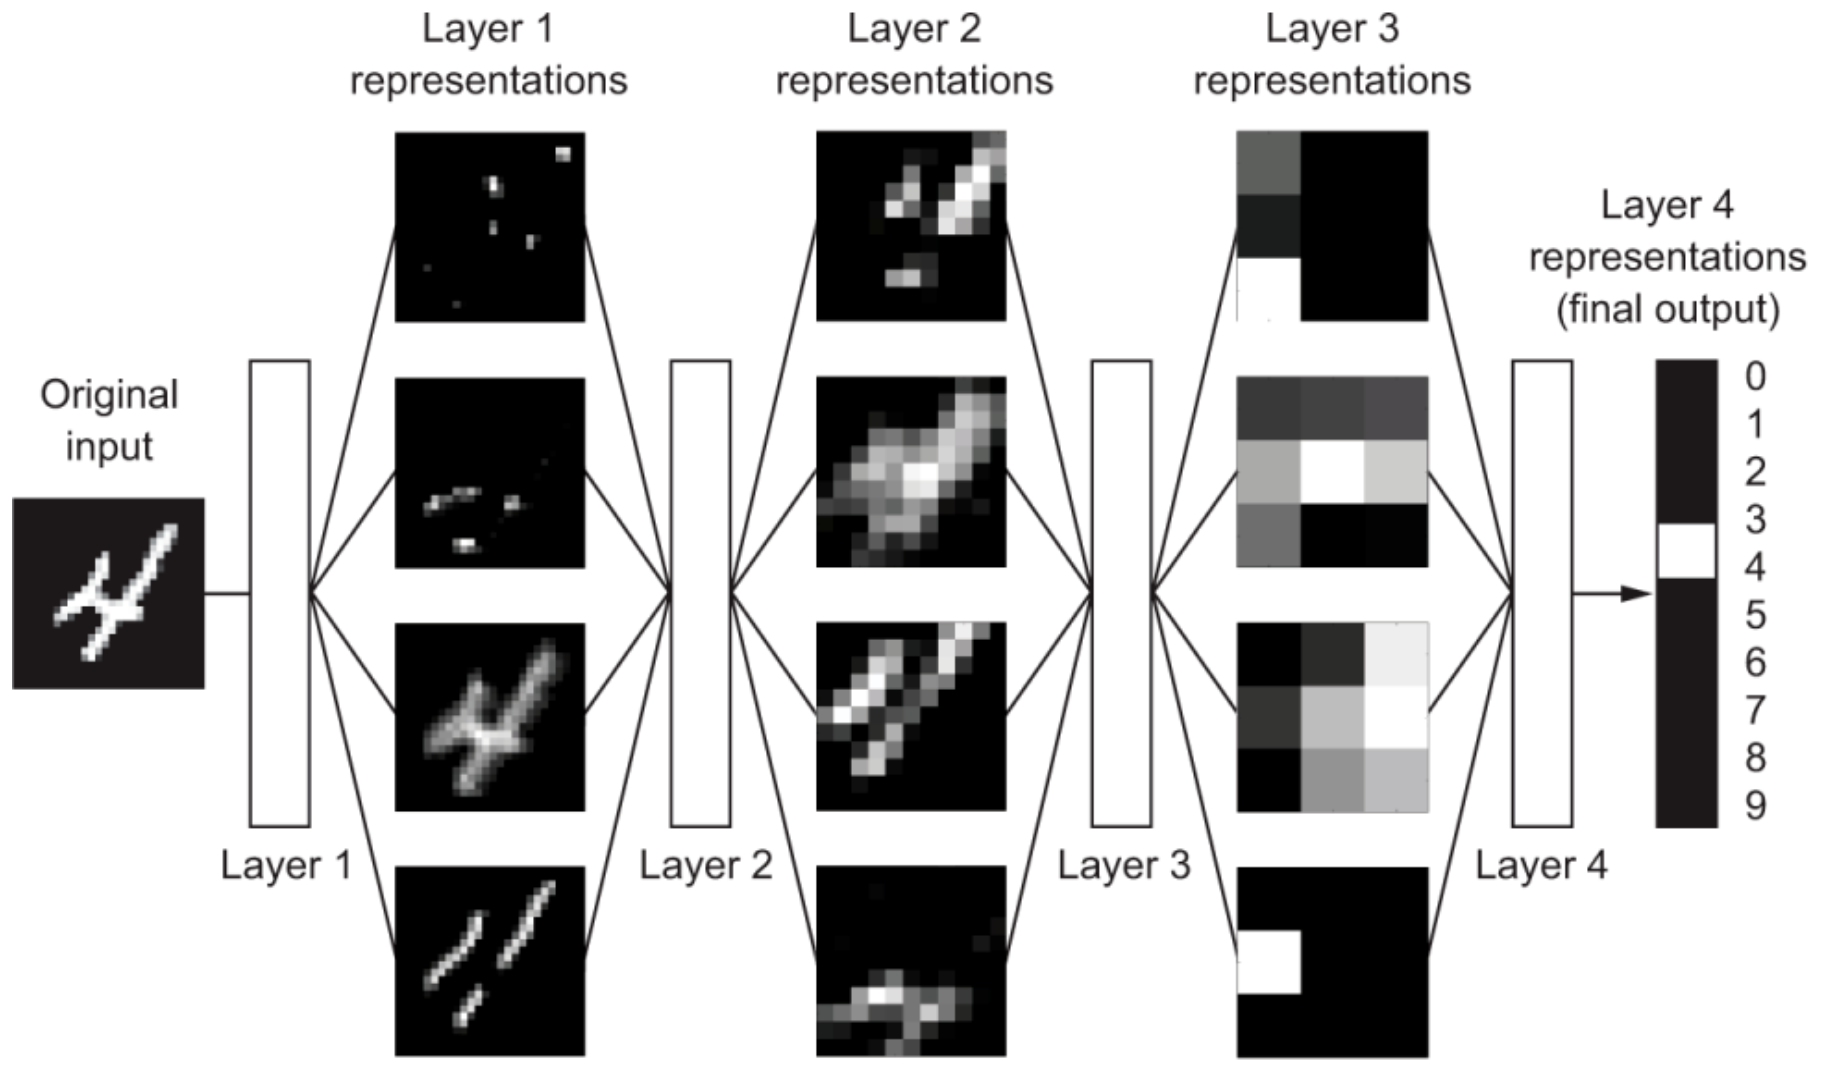 Layer 1
representations
Layer 2
representations
Layer 3
representations
Layer 4
representations
(final output)
Original
input
0
1
2
3
4
5
6
7
8
9
Layer 1
Layer 2
Layer 3
Layer 4